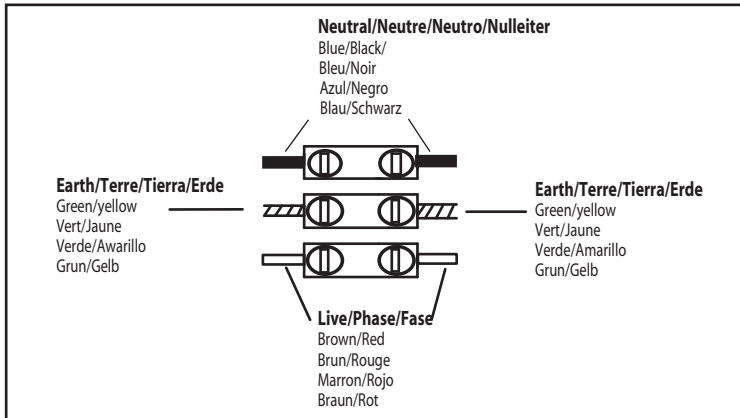 Neutral/Neutre/Neutro/Nulleiter
Blue/Black/
Bleu/Noir
Azul/Negro
Blau/Schwarz
Earth/Terre/Tierra/Erde
Green/yellow
Vert/Jaune
Verde/Awarillo
Grun/Gelb
Earth/Terre/Tierra/Erde
Green/yellow
Vert/Jaune
Verde/Amarillo
Grun/Gelb
Live/Phase/Fase
Brown/Red
Brun/Rouge
Marron/Rojo
Braun/Rot